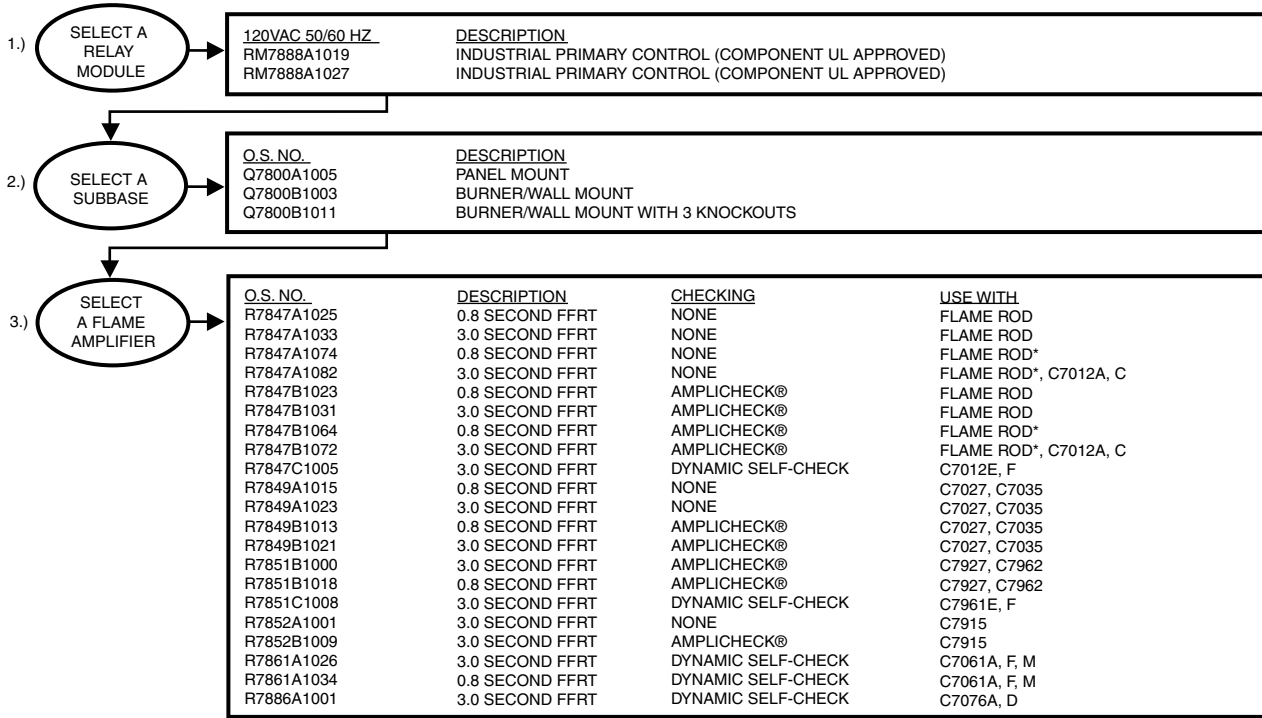 1.) SELECT A
RELAY
MODULE
120VAC 50/60 HZ DESCRIPTION
RM7888A1019 INDUSTRIAL PRIMARY CONTROL (COMPONENT UL APPROVED)
RM7888A1027 INDUSTRIAL PRIMARY CONTROL (COMPONENT UL APPROVED)
2.) SELECT A
SUBBASE
O.S. NO. DESCRIPTION
Q7800A1005 PANEL MOUNT
Q7800B1003 BURNER/WALL MOUNT
Q7800B1011 BURNER/WALL MOUNT WITH 3 KNOCKOUTS
3.) SELECT
A FLAME
AMPLIFIER
O.S. NO. DESCRIPTION CHECKING USE WITH
R7847A1025 0.8 SECOND FFRT NONE FLAME ROD
R7847A1033 3.0 SECOND FFRT NONE FLAME ROD
R7847A1074 0.8 SECOND FFRT NONE FLAME ROD*
R7847A1082 3.0 SECOND FFRT NONE FLAME ROD*, C7012A, C
R7847B1023 0.8 SECOND FFRT AMPLICHECK® FLAME ROD
R7847B1031 3.0 SECOND FFRT AMPLICHECK® FLAME ROD
R7847B1064 0.8 SECOND FFRT AMPLICHECK® FLAME ROD*
R7847B1072 3.0 SECOND FFRT AMPLICHECK® FLAME ROD*, C7012A, C
R7847C1005 3.0 SECOND FFRT DYNAMIC SELF-CHECK C7012E, F
R7849A1015 0.8 SECOND FFRT NONE C7027, C7035
R7849A1023 3.0 SECOND FFRT NONE C7027, C7035
R7849B1013 0.8 SECOND FFRT AMPLICHECK® C7027, C7035
R7849B1021 3.0 SECOND FFRT AMPLICHECK® C7027, C7035
R7851B1000 3.0 SECOND FFRT AMPLICHECK® C7927, C7962
R7851B1018 0.8 SECOND FFRT AMPLICHECK® C7927, C7962
R7851C1008 3.0 SECOND FFRT DYNAMIC SELF-CHECK C7961E, F
R7852A1001 3.0 SECOND FFRT NONE C7915
R7852B1009 3.0 SECOND FFRT AMPLICHECK® C7915
R7861A1026 3.0 SECOND FFRT DYNAMIC SELF-CHECK C7061A, F, M
R7861A1034 0.8 SECOND FFRT DYNAMIC SELF-CHECK C7061A, F, M
R7886A1001 3.0 SECOND FFRT DYNAMIC SELF-CHECK C7076A, D